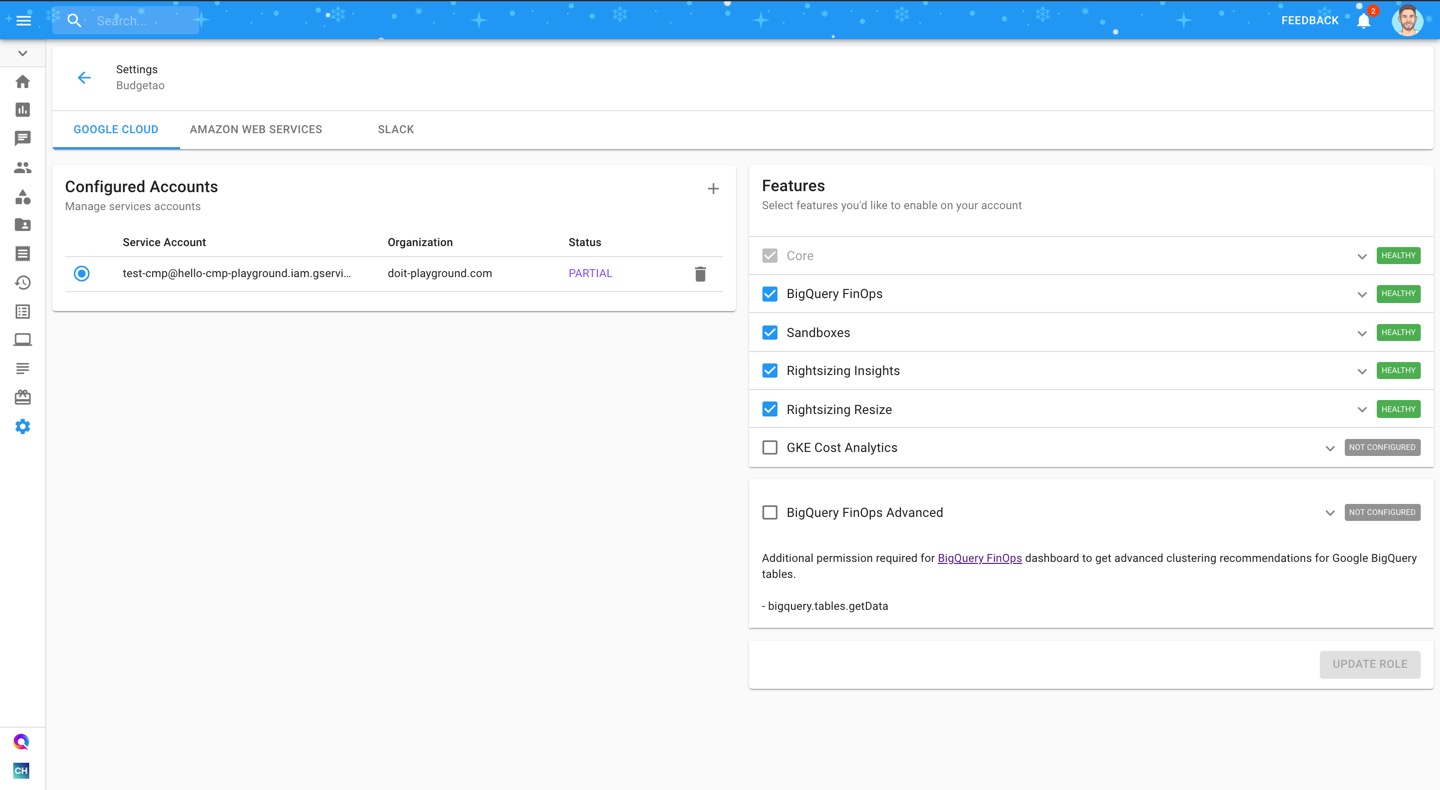 Search...
FEEDBACK
2
Settings
Budgetao
GOOGLE CLOUD
AMAZON WEB SERVICES
SLACK
Configured Accounts
Manage services accounts
Service Account Organization Status
test-cmp@hello-cmp-playground.iam.gservi... doit-playground.com PARTIAL
Features
Select features you'd like to enable on your account
Core HEALTHY
BigQuery FinOps HEALTHY
Sandboxes HEALTHY
Rightsizing Insights HEALTHY
Rightsizing Resize HEALTHY
GKE Cost Analytics NOT CONFIGURED
BigQuery FinOps Advanced NOT CONFIGURED
Additional permission required for BigQuery FinOps dashboard to get advanced clustering recommendations for Google BigQuery
tables.
- bigquery.tables.getData
UPDATE ROLE
CH